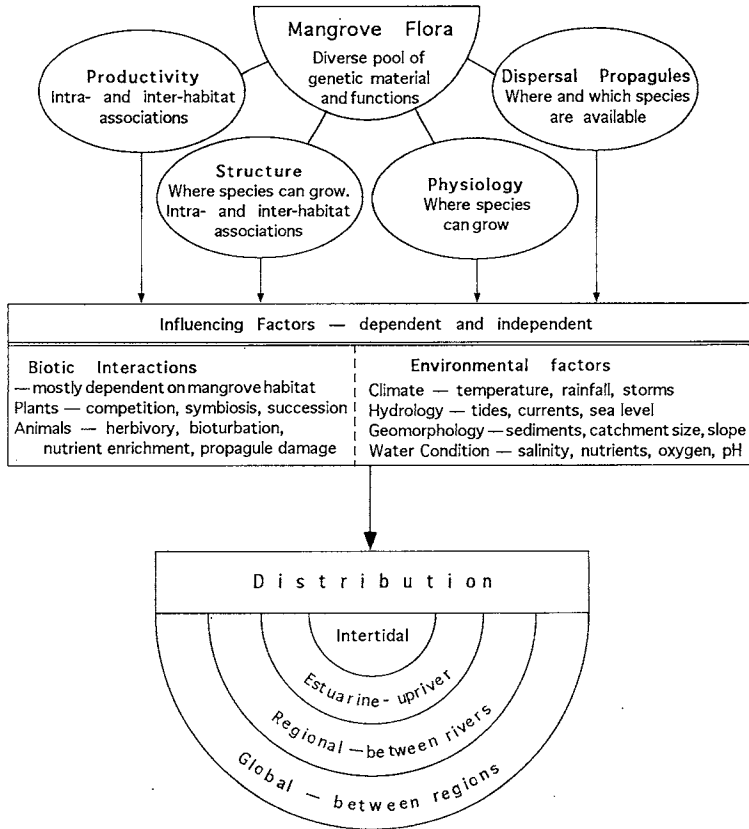 Mangrove Flora
Diverse pool of
genetic material
and functions
Productivity
Intra- and inter-habitat
associations
Dispersal Propagules
Where and which species
are available
Structure
Where species can grow.
Intra- and inter-habitat
associations
Physiology
Where species
can grow
Influencing Factors — dependent and independent
Biotic Interactions
—mostly dependent on mangrove habitat
Plants — competition, symbiosis, succession
Animals — herbivory, bioturbation,
nutrient enrichment, propagule damage
Environmental factors
Climate — temperature, rainfall, storms
Hydrology — tides, currents, sea level
Geomorphology — sediments, catchment size, slope
Water Condition — salinity, nutrients, oxygen, pH
Distribution
Intertidal
Estuarine-upriver
Regional—between rivers
Global — between regions